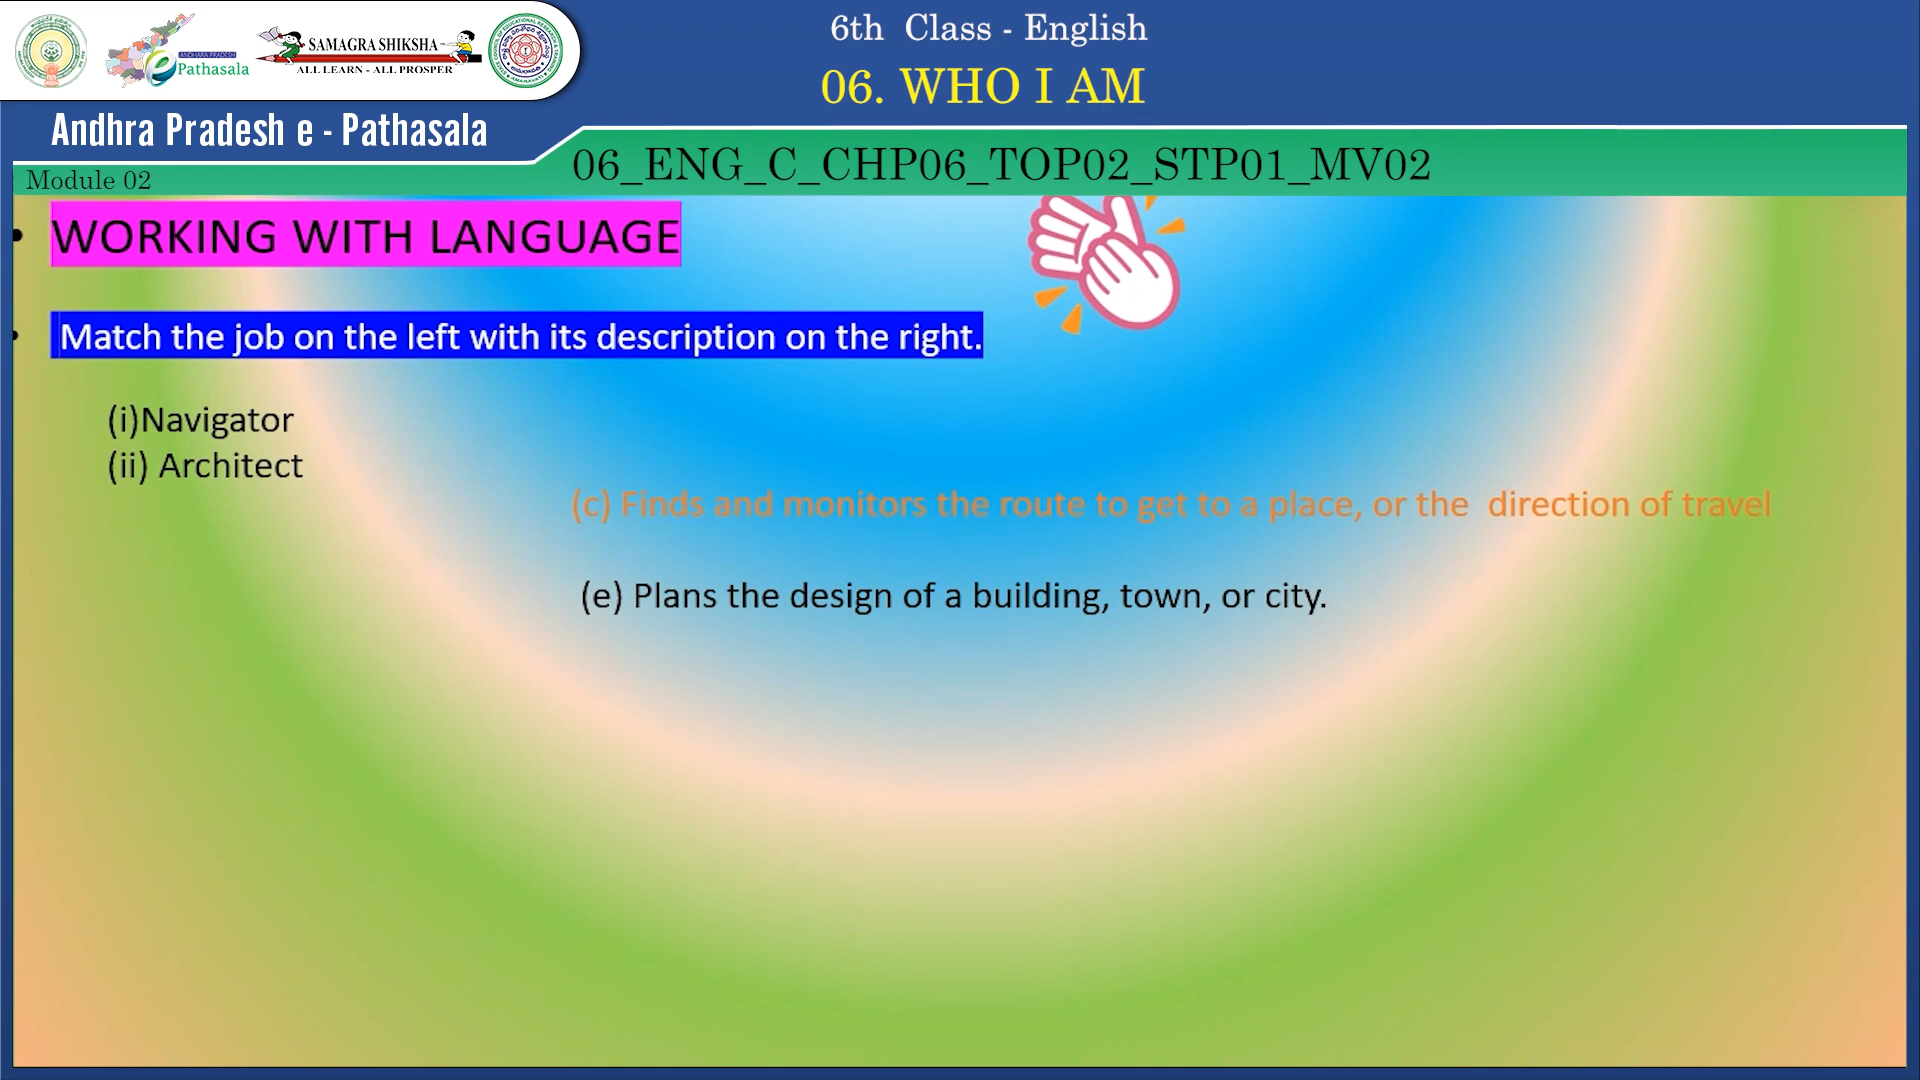 6th Class - English
06. WHO I AM
ANDHRA PRADESH
e Pathasala
SAMAGRA SHIKSHA
ALL LEARN - ALL PROSPER
Andhra Pradesh e - Pathasala
Module 02
06_ENG_C_CHP06_TOP02_STP01_MV02
• WORKING WITH LANGUAGE
• Match the job on the left with its description on the right.
(i)Navigator
(ii) Architect
(c) Finds and monitors the route to get to a place, or the direction of travel
(e) Plans the design of a building, town, or city.